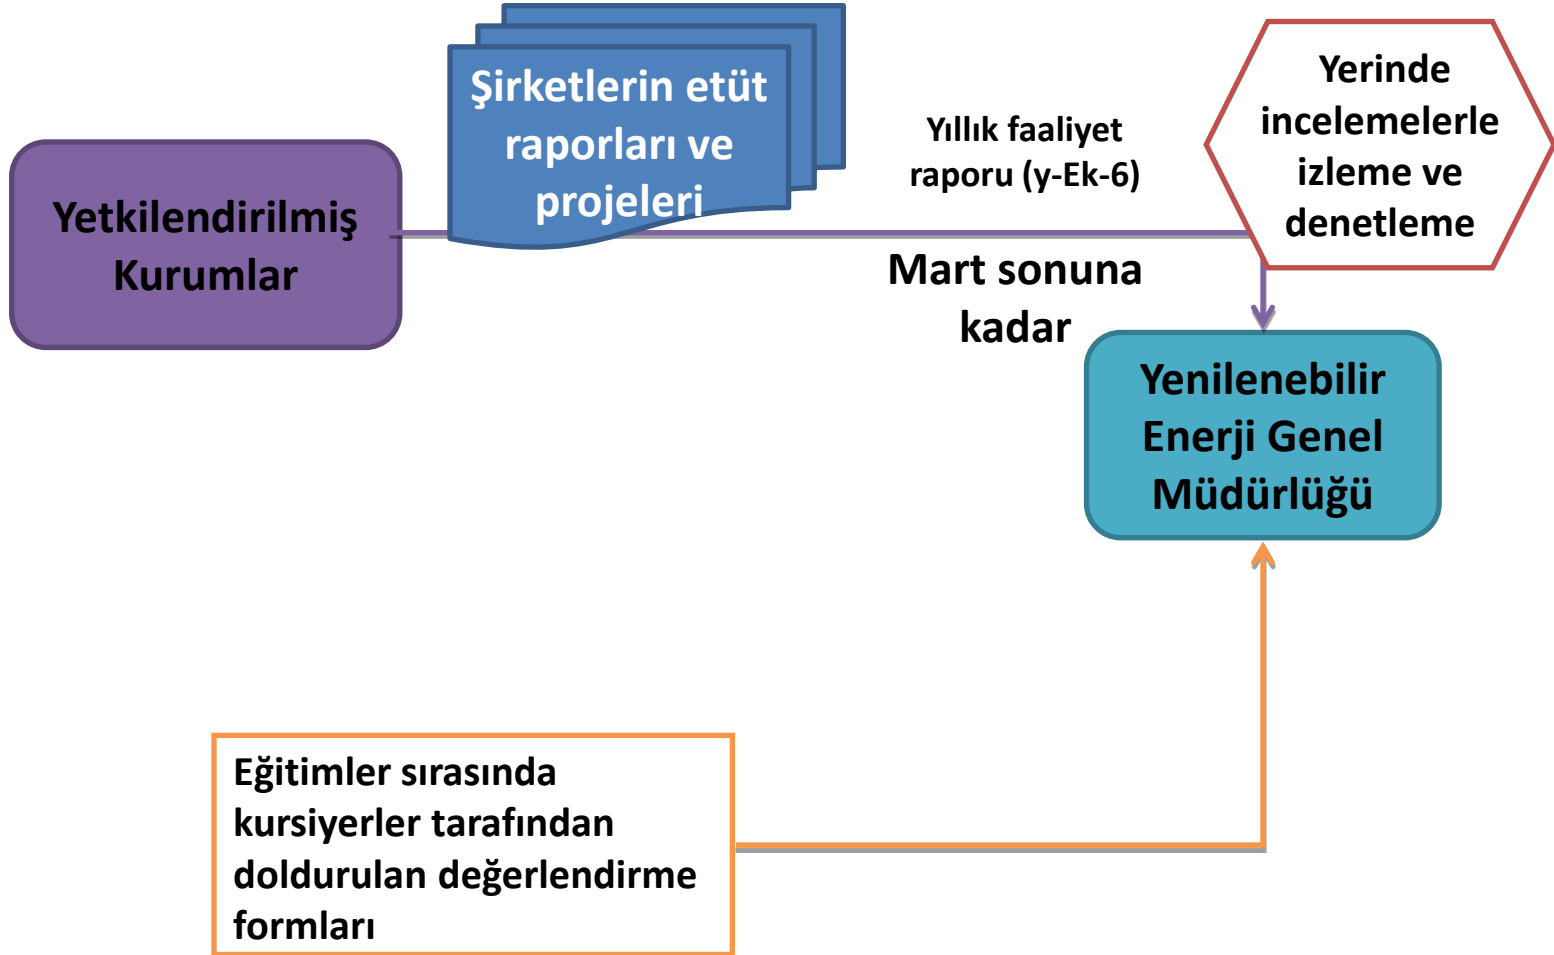 Şirketlerin etüt
raporları ve
projeleri
Yıllık faaliyet
raporu (y-Ek-6)
Yerinde
incelemelerle
izleme ve
denetleme
Yetkilendirilmiş
Kurumlar
Mart sonuna
kadar
Yenilenebilir
Enerji Genel
Müdürlüğü
Eğitimler sırasında
kursiyerler tarafından
doldurulan değerlendirme
formları